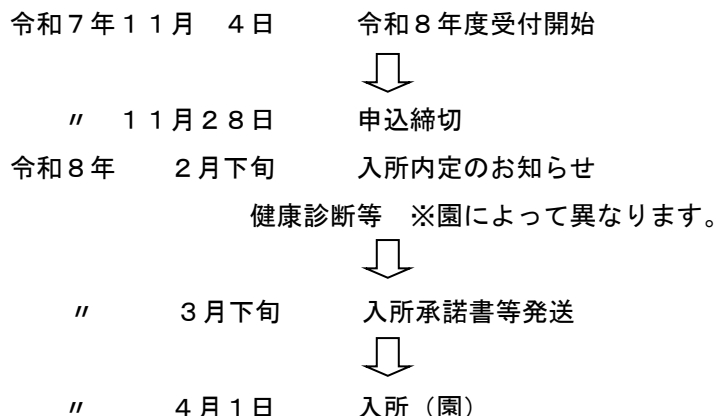 令和７年１１月　４日　　　令和８年度受付開始
〃　１１月２８日　　　申込締切
令和８年　　２月下旬　　　入所内定のお知らせ
健康診断等　※園によって異なります。
〃　　　３月下旬　　　入所承諾書等発送
〃　　　４月１日　　　入所（園）